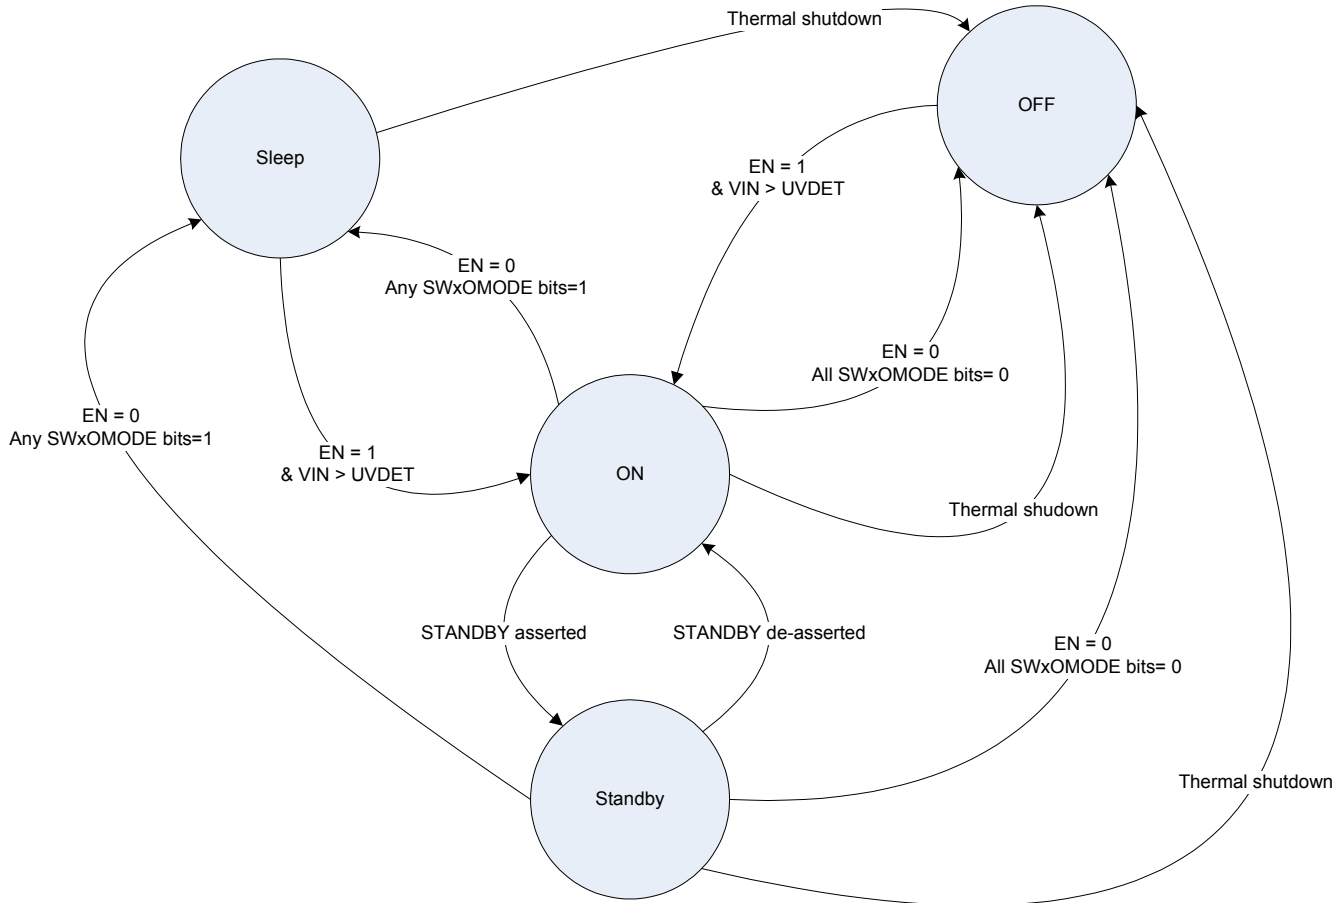 Thermal shutdown
OFF
Sleep
EN = 1
& VIN > UVDET
EN = 0
Any SWxOMODE bits=1
EN = 0
All SWxOMODE bits= 0
EN = 0
Any SWxOMODE bits=1
EN = 1
& VIN > UVDET
ON
Thermal shudown
STANDBY asserted
STANDBY de-asserted
EN = 0
All SWxOMODE bits= 0
Thermal shutdown
Standby